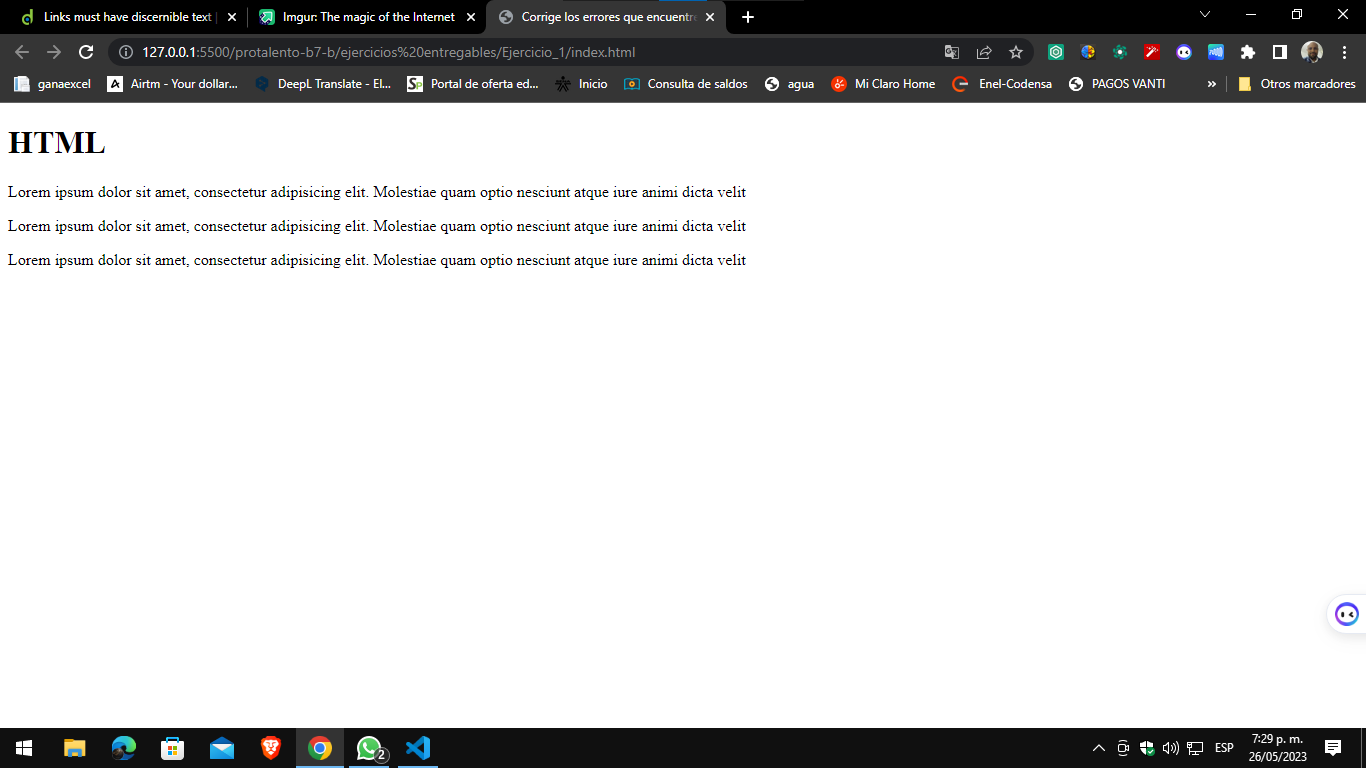 Links must have discernible text |
Imgur: The magic of the Internet
Corrige los errores que encuentre
127.0.0.1:5500/protalento-b7-b/ejercicios%20entregables/Ejercicio_1/index.html
ganaexcel
Airtm - Your dollar...
DeepL Translate - El...
Portal de oferta ed...
Inicio
Consulta de saldos
agua
Mi Claro Home
Enel-Codensa
PAGOS VANTI
»
Otros marcadores
HTML
Lorem ipsum dolor sit amet, consectetur adipisicing elit. Molestiae quam optio nesciunt atque iure animi dicta velit
Lorem ipsum dolor sit amet, consectetur adipisicing elit. Molestiae quam optio nesciunt atque iure animi dicta velit
Lorem ipsum dolor sit amet, consectetur adipisicing elit. Molestiae quam optio nesciunt atque iure animi dicta velit
2
ESP
7:29 p. m.
26/05/2023